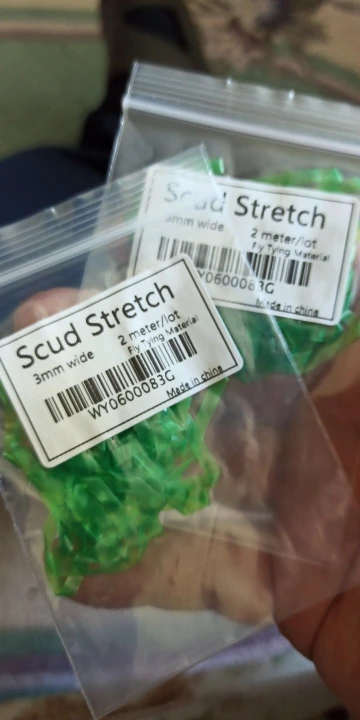 Scud Stretch
3mm wide
2 meter/lot
Fly Tying Material
WY0600083G
Made in china
Scud Stretch
3mm wide
2 meter/lot
Fly Tying Material
WY0600083G
Made in china